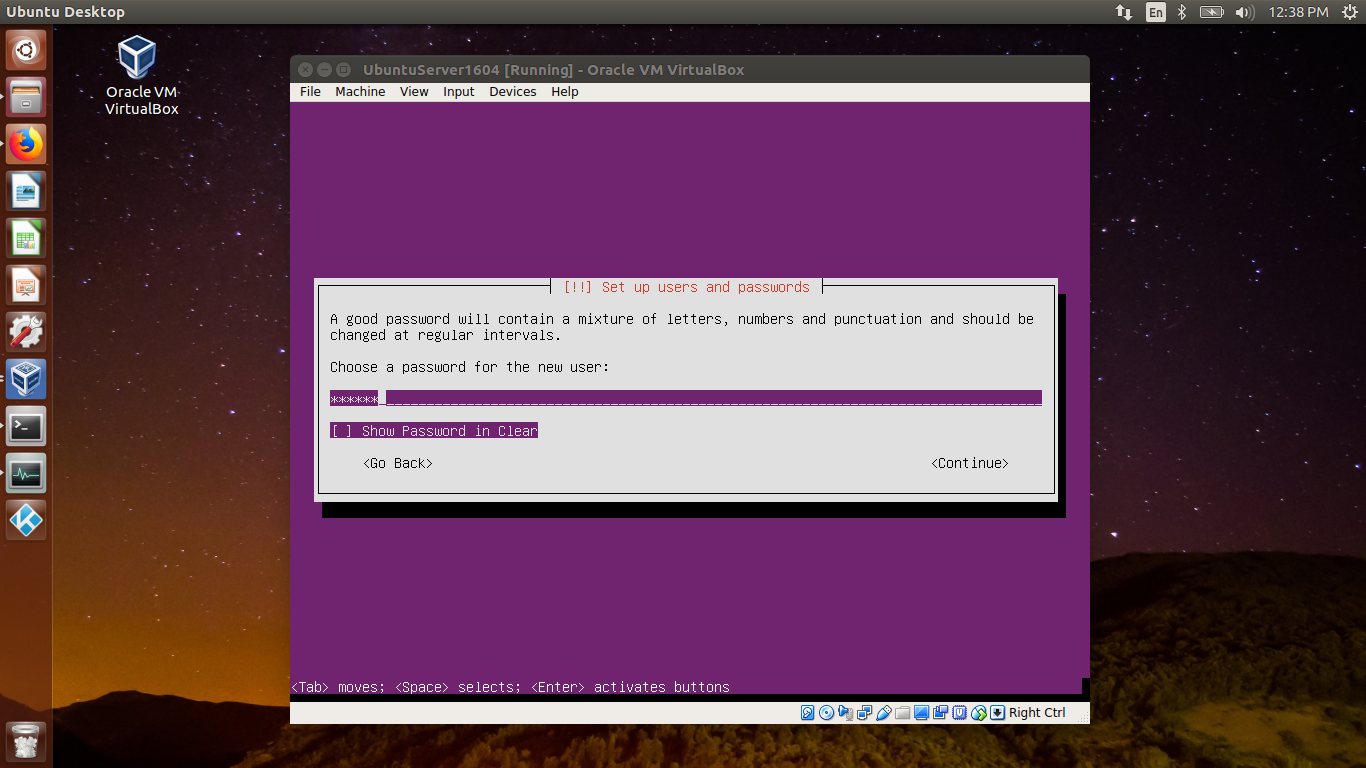 Ubuntu Desktop
En
12:38 PM
Oracle VM
VirtualBox
UbuntuServer1604 [Running] - Oracle VM VirtualBox
File Machine View Input Devices Help
[!!] Set up users and passwords
A good password will contain a mixture of letters, numbers and punctuation and should be
changed at regular intervals.
Choose a password for the new user:
******
[ ] Show Password in Clear
<Go Back> <Continue>
<Tab> moves; <Space> selects; <Enter> activates buttons
Right Ctrl